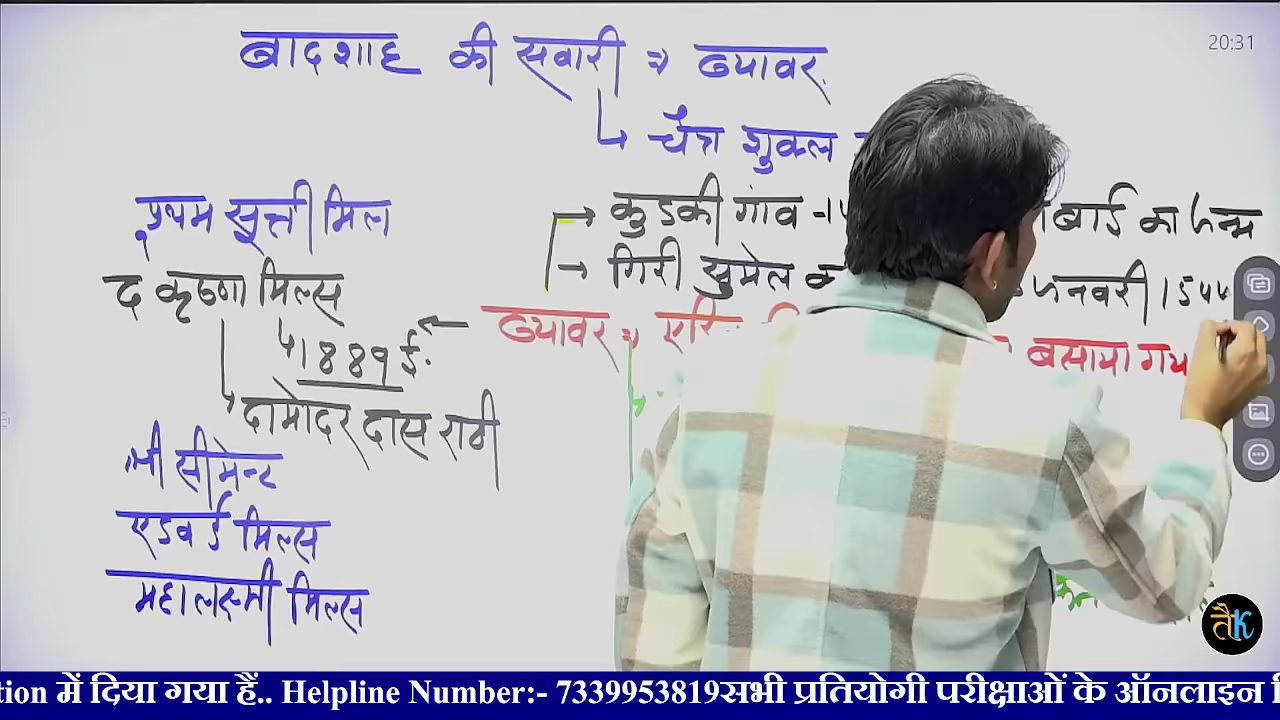 बादशाह की सवारी → ब्यावर
20:31
↳ चैत्र शुक्ल
प्रथम सूत्ती मिल
→ कुडकी गांव - बाई का जन्म
द कृष्णा मिल्स
→ गिरी सुमेल जनवरी 1544
ब्यावर → बसाया गया
↳ 1889 ई.
दामोदर दास राठी
श्री सीमेन्ट
एडवर्ड मिल्स
महालक्ष्मी मिल्स
तैK
tion में दिया गया हैं.. Helpline Number:- 7339953819सभी प्रतियोगी परीक्षाओं के ऑनलाइन